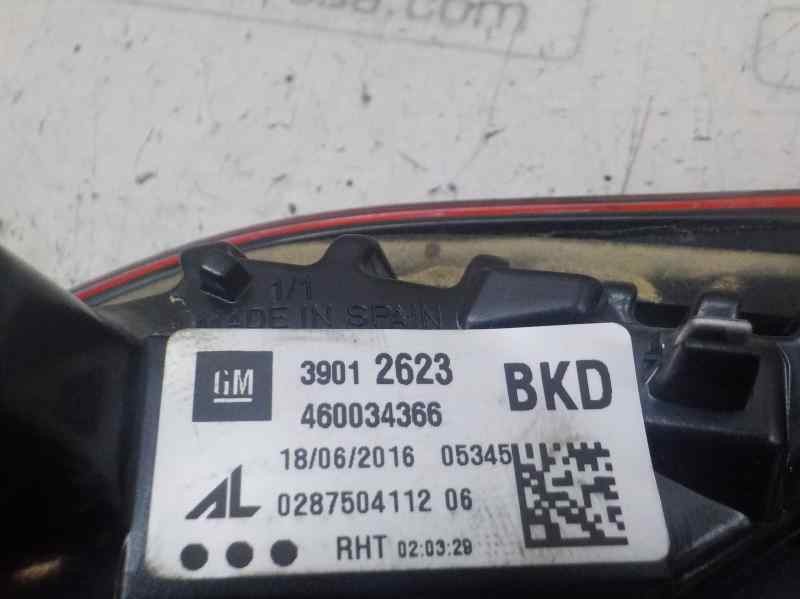 .com
1/1
MADE IN SPAIN
GM 3901 2623 BKD
460034366
18/06/2016 05345
AL 0287504112 06
RHT 02:03:29